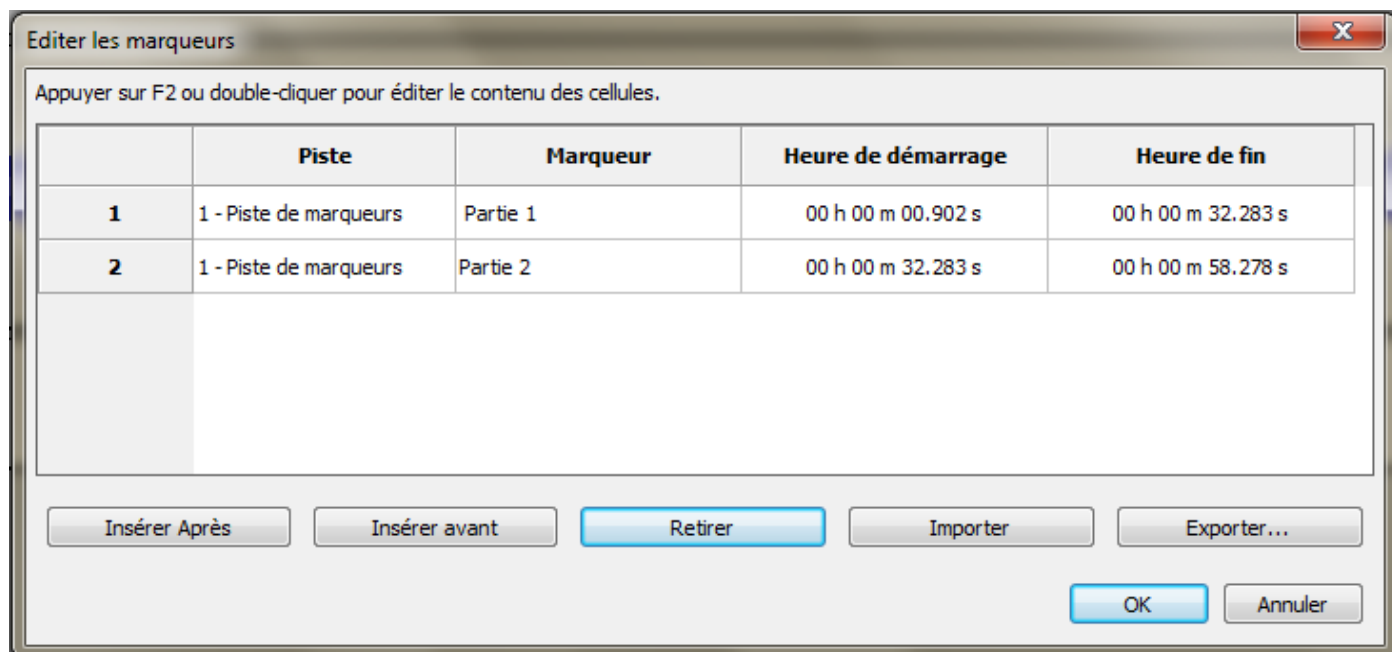 Editer les marqueurs
Appuyer sur F2 ou double-cliquer pour éditer le contenu des cellules.
Piste Marqueur Heure de démarrage Heure de fin
1 1 - Piste de marqueurs Partie 1 00 h 00 m 00.902 s 00 h 00 m 32.283 s
2 1 - Piste de marqueurs Partie 2 00 h 00 m 32.283 s 00 h 00 m 58.278 s
Insérer Après Insérer avant Retirer Importer Exporter...
OK Annuler